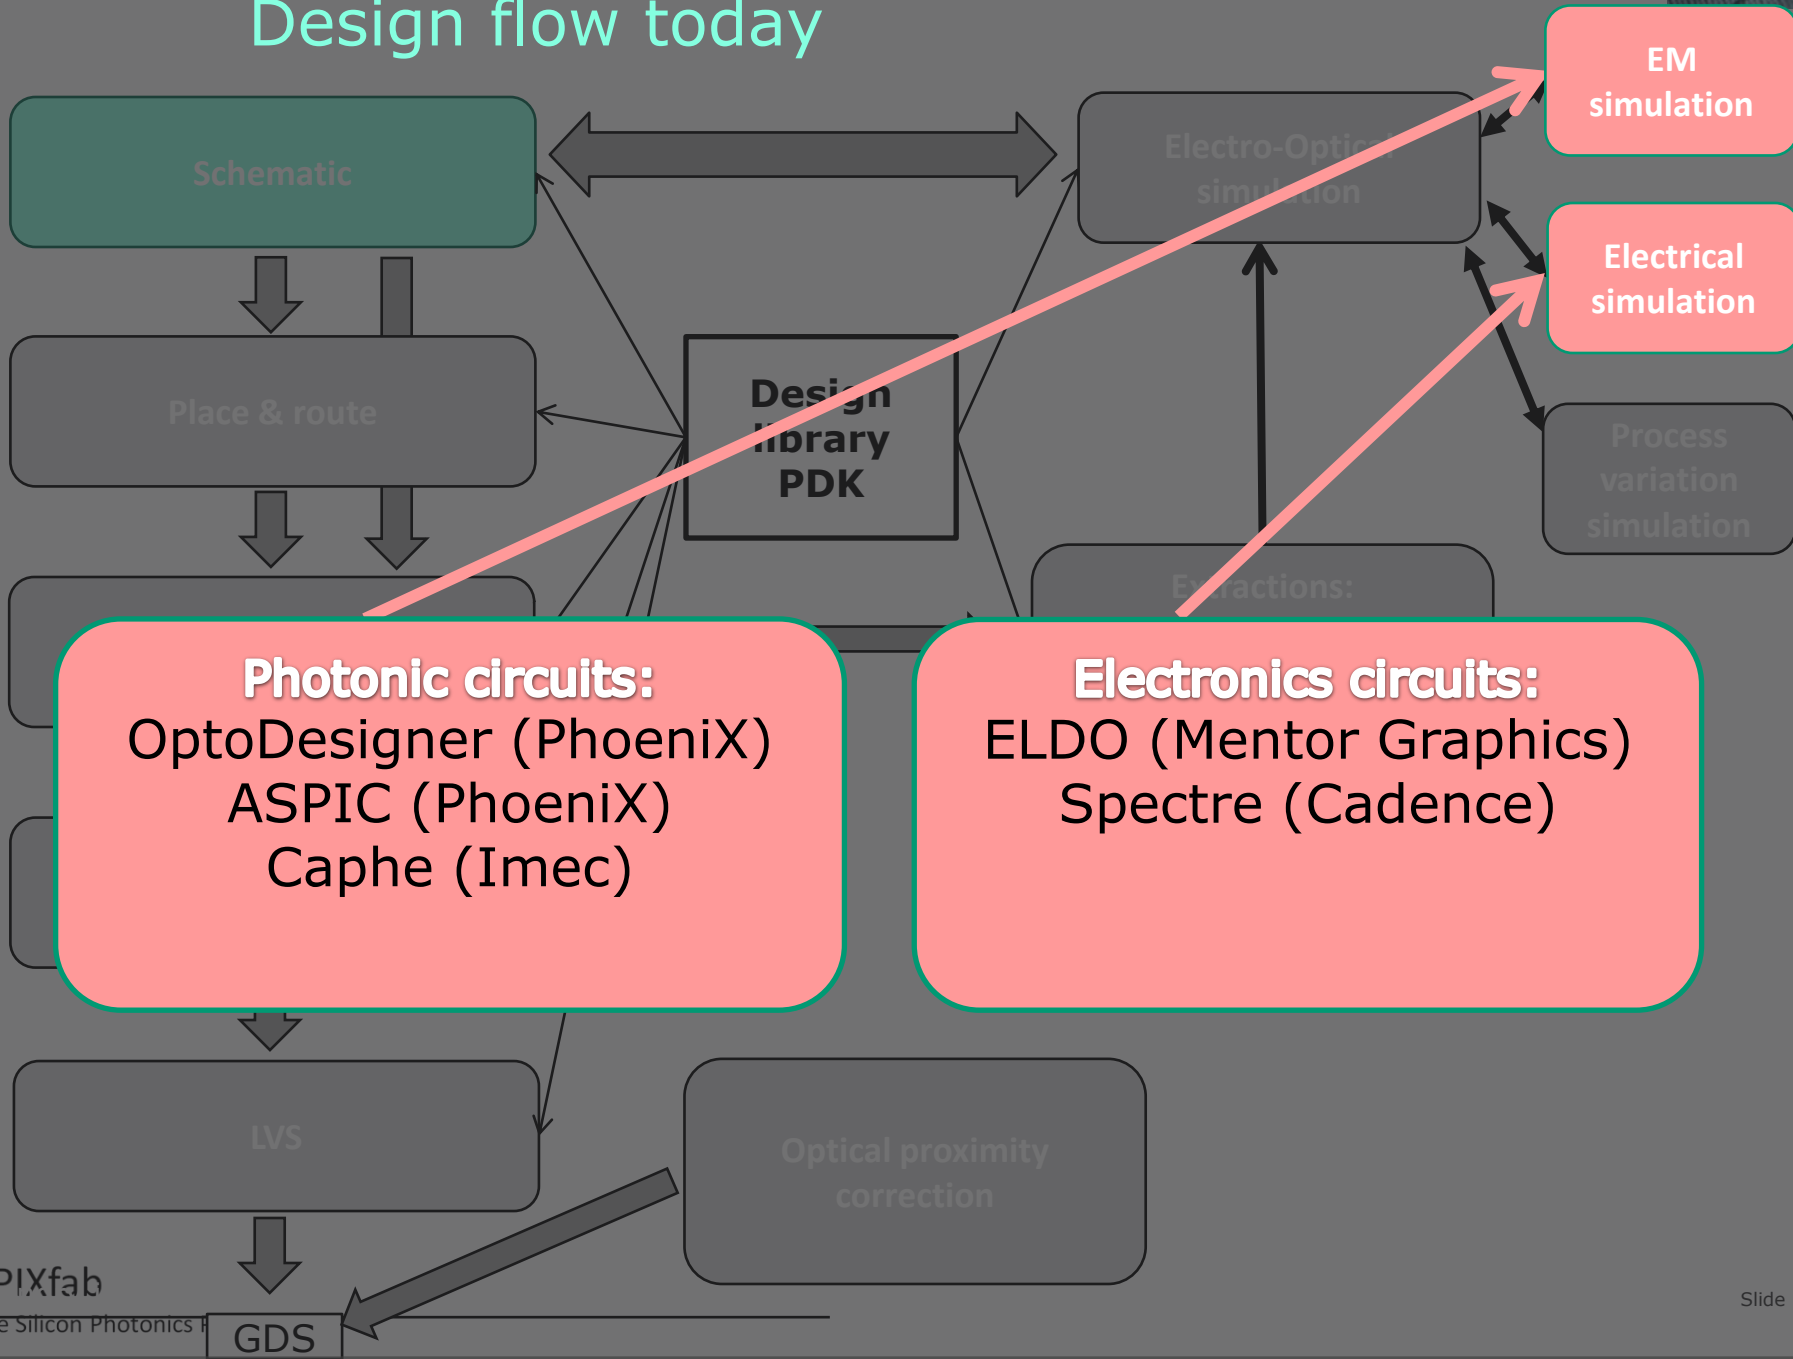 Design flow today
EM
simulation
Schematic
Electro-Optical
simulation
Electrical
simulation
Place & route
Design
library
PDK
Process
variation
simulation
Extractions:
Photonic circuits:
OptoDesigner (PhoeniX)
ASPIC (PhoeniX)
Caphe (Imec)
Electronics circuits:
ELDO (Mentor Graphics)
Spectre (Cadence)
LVS
Optical proximity
correction
PIXfab
Silicon Photonics
GDS
Slide